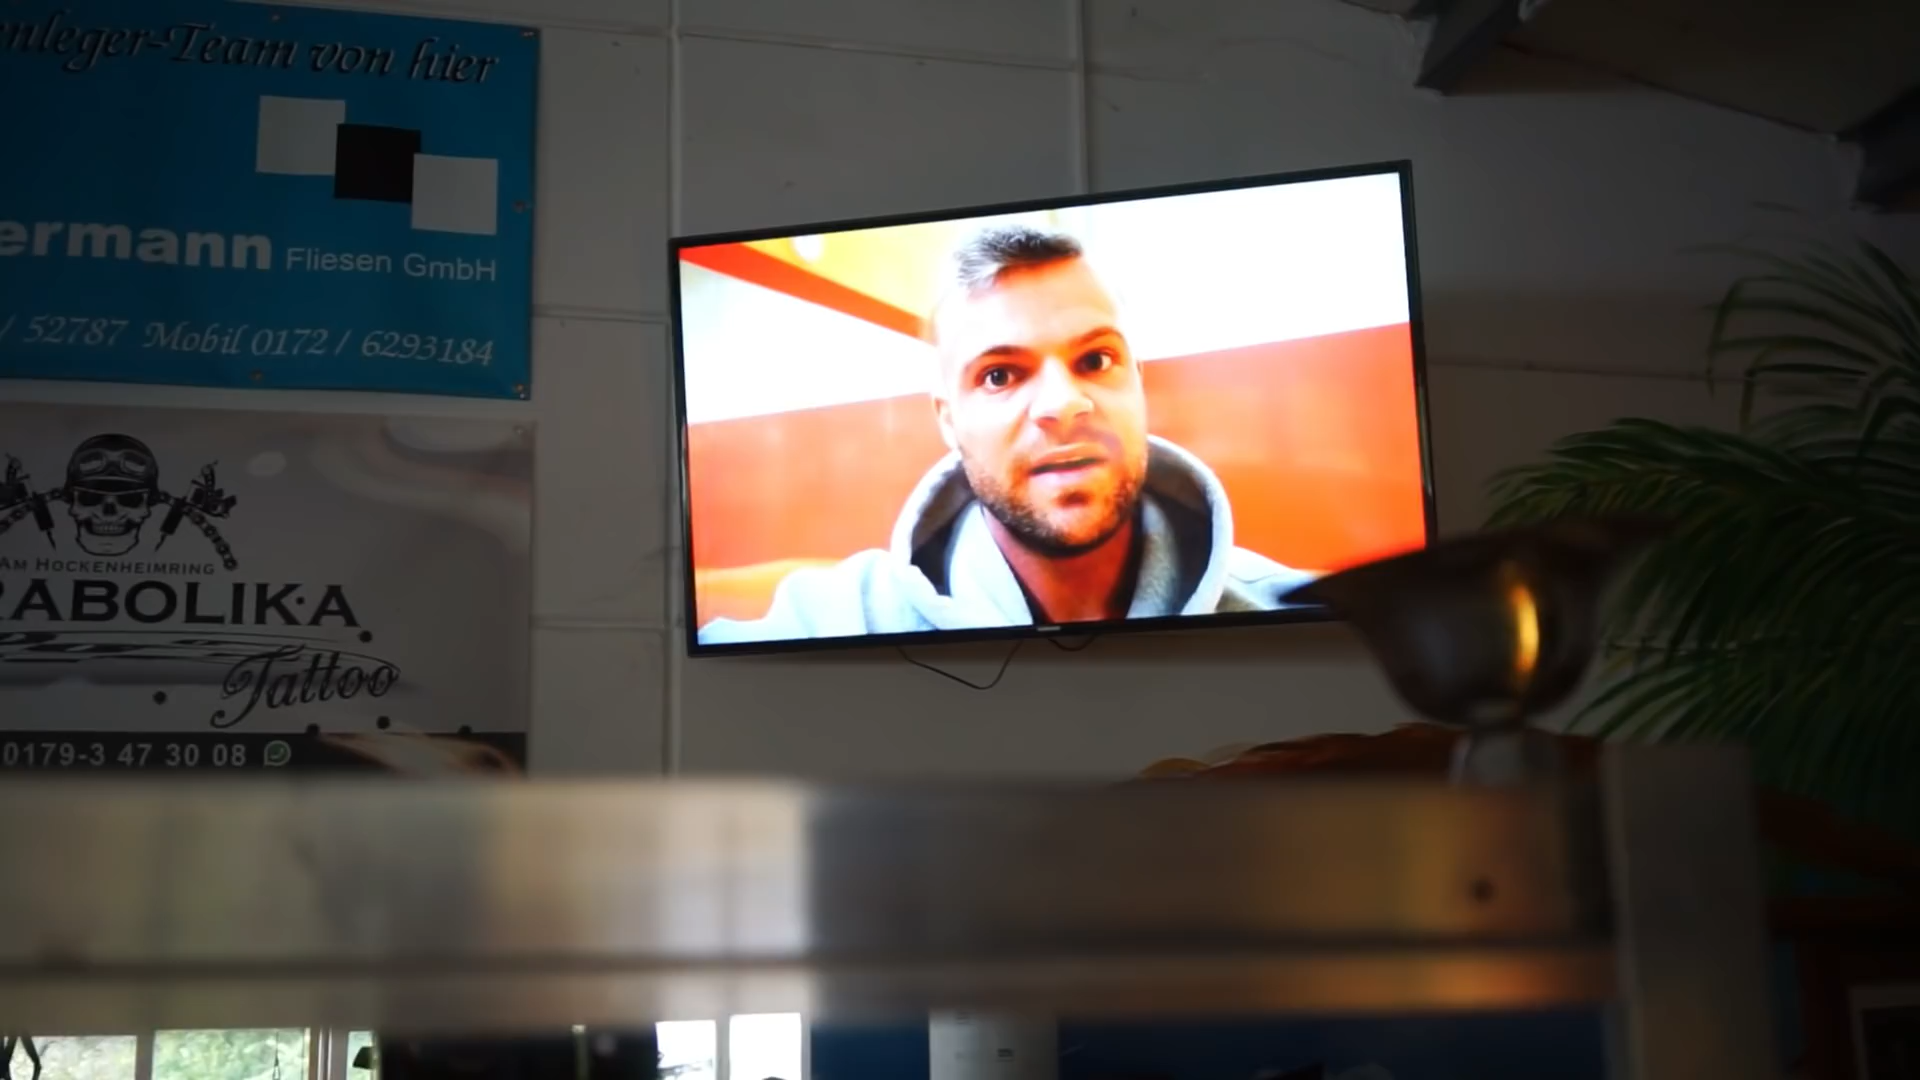 enleger-Team von hier
ermann Fliesen GmbH
/ 52787 Mobil 0172 / 6293184
AM HOCKENHEIMRING
RABOLIKA
Tattoo
0179-3 47 30 08